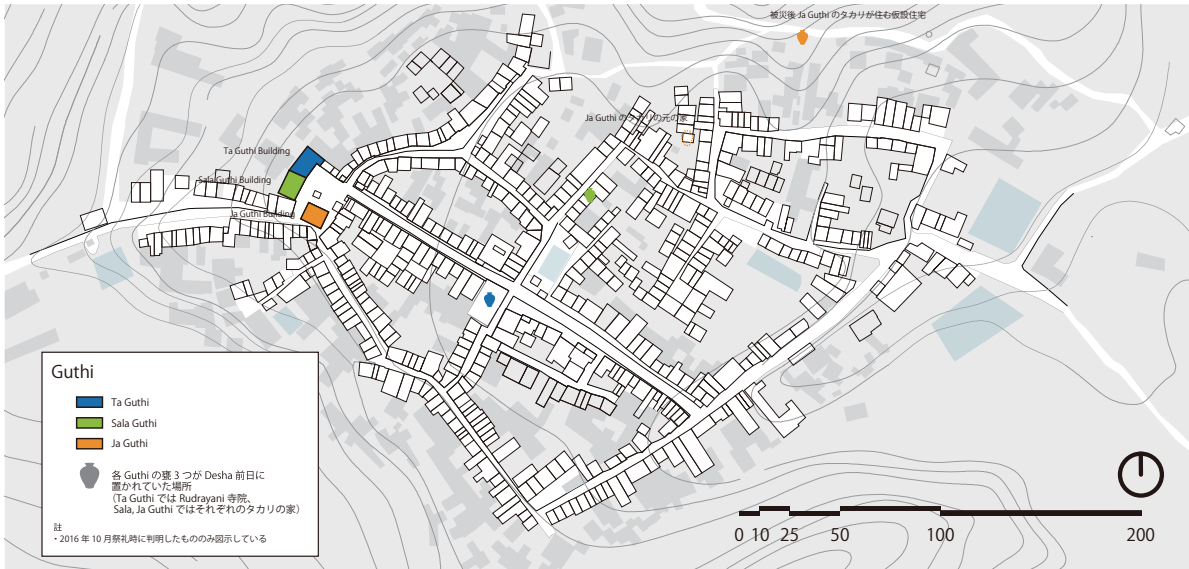 被災後 Ja Guthi のタカリが住む仮設住宅
Ja Guthi のタカリの元の家
Ta Guthi Building
Sala Guthi Building
Ja Guthi Building
Guthi
Ta Guthi
Sala Guthi
Ja Guthi
各 Guthi の甕 3 つが Desha 前日に
置かれていた場所
(Ta Guthi では Rudrayani 寺院、
Sala, Ja Guthi ではそれぞれのタカリの家)
註
・2016 年 10 月祭礼時に判明したもののみ図示している
0 10 25 50 100 200